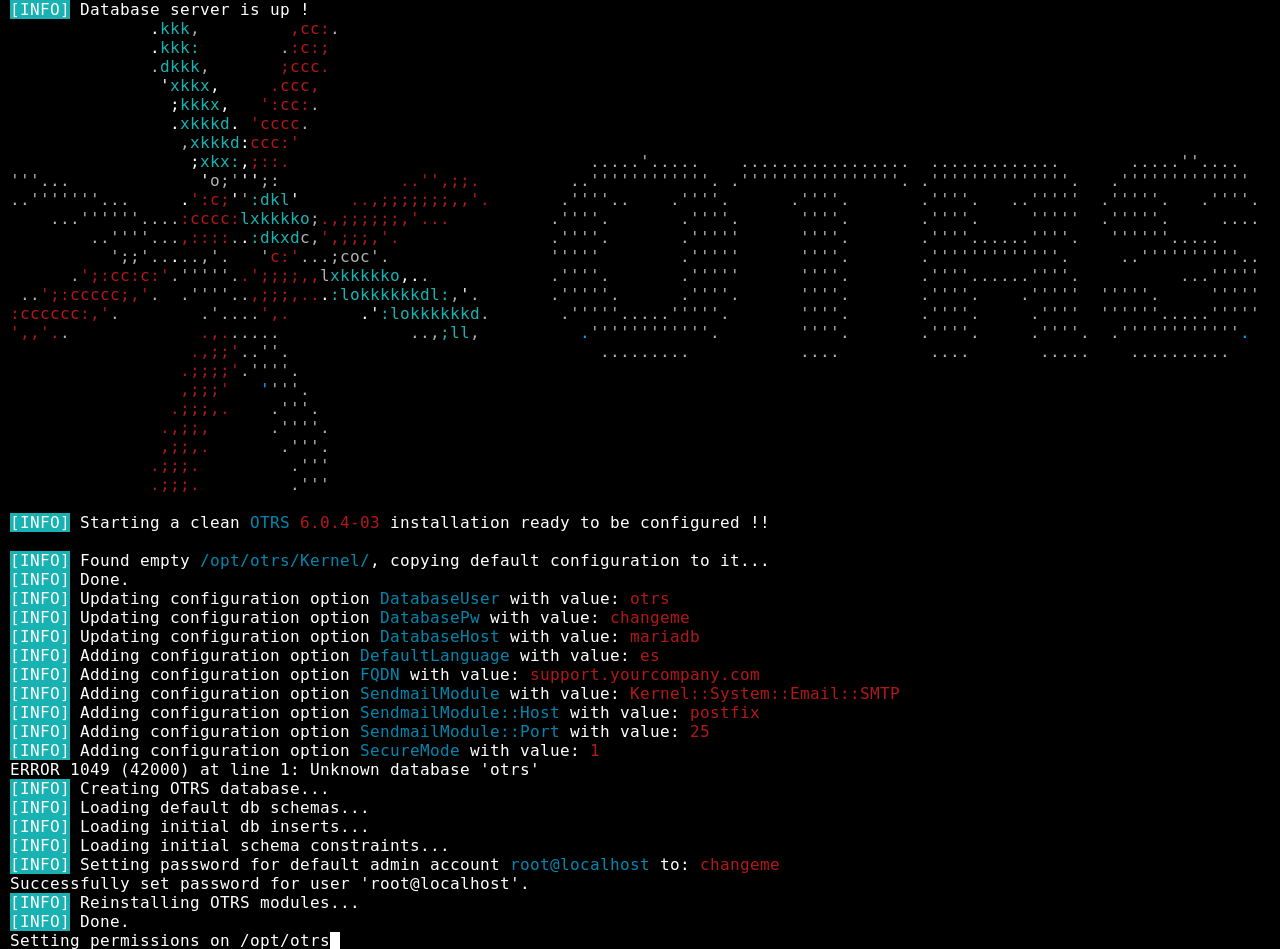 [INFO] Database server is up !
OTRS
[INFO] Starting a clean OTRS 6.0.4-03 installation ready to be configured !!
[INFO] Found empty /opt/otrs/Kernel/, copying default configuration to it...
[INFO] Done.
[INFO] Updating configuration option DatabaseUser with value: otrs
[INFO] Updating configuration option DatabasePw with value: changeme
[INFO] Updating configuration option DatabaseHost with value: mariadb
[INFO] Adding configuration option DefaultLanguage with value: es
[INFO] Adding configuration option FQDN with value: support.yourcompany.com
[INFO] Adding configuration option SendmailModule with value: Kernel::System::Email::SMTP
[INFO] Adding configuration option SendmailModule::Host with value: postfix
[INFO] Adding configuration option SendmailModule::Port with value: 25
[INFO] Adding configuration option SecureMode with value: 1
ERROR 1049 (42000) at line 1: Unknown database 'otrs'
[INFO] Creating OTRS database...
[INFO] Loading default db schemas...
[INFO] Loading initial db inserts...
[INFO] Loading initial schema constraints...
[INFO] Setting password for default admin account root@localhost to: changeme
Successfully set password for user 'root@localhost'.
[INFO] Reinstalling OTRS modules...
[INFO] Done.
Setting permissions on /opt/otrs